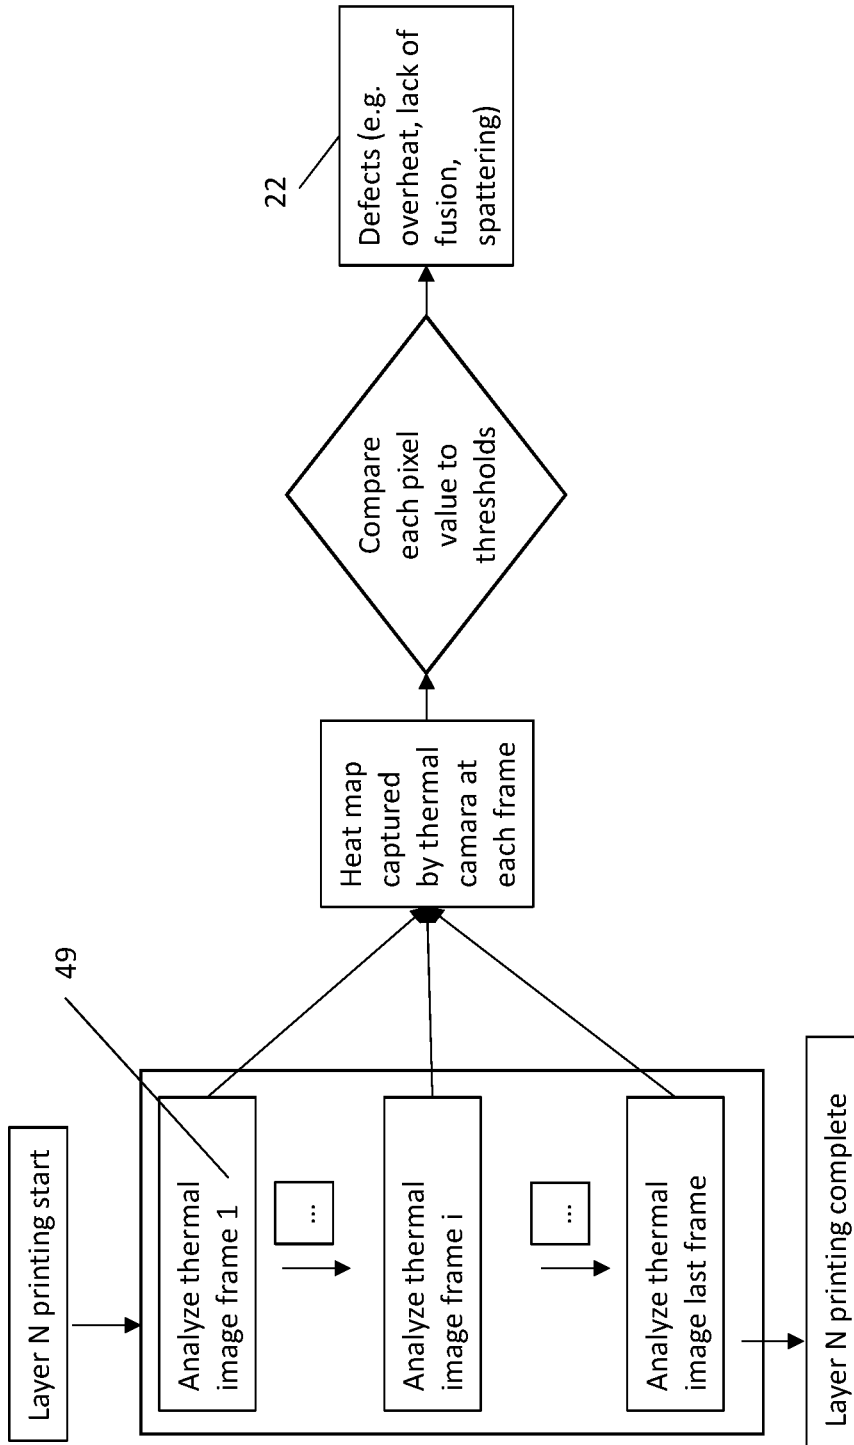 Layer N printing start
49
Analyze thermal
image frame 1
...
Analyze thermal
image frame i
...
Analyze thermal
image last frame
Layer N printing complete
Heat map
captured
by thermal
camara at
each frame
Compare
each pixel
value to
thresholds
22
Defects (e.g.
overheat, lack of
fusion,
spattering)